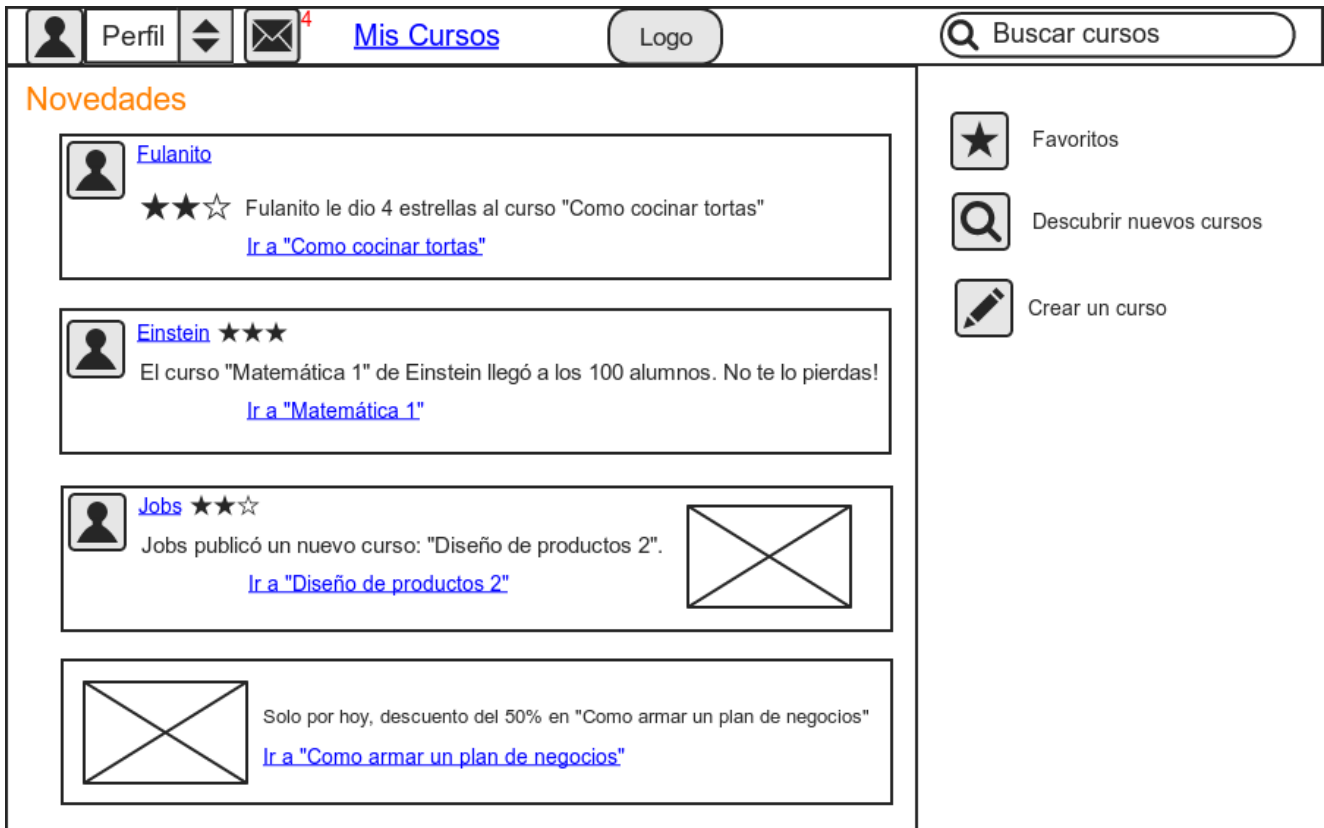 Perfil
4
Mis Cursos
Logo
Buscar cursos
Novedades
Fulanito
Fulanito le dio 4 estrellas al curso "Como cocinar tortas"
Ir a "Como cocinar tortas"
Einstein
El curso "Matemática 1" de Einstein llegó a los 100 alumnos. No te lo pierdas!
Ir a "Matemática 1"
Jobs
Jobs publicó un nuevo curso: "Diseño de productos 2".
Ir a "Diseño de productos 2"
Solo por hoy, descuento del 50% en "Como armar un plan de negocios"
Ir a "Como armar un plan de negocios"
Favoritos
Descubrir nuevos cursos
Crear un curso